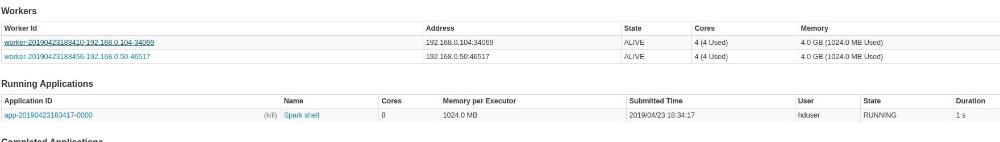 Workers
Worker Id Address State Cores Memory
worker-20190423183410-192.168.0.104-34069 192.168.0.104:34069 ALIVE 4 (4 Used) 4.0 GB (1024.0 MB Used)
worker-20190423183456-192.168.0.50-46517 192.168.0.50:46517 ALIVE 4 (4 Used) 4.0 GB (1024.0 MB Used)
Running Applications
Application ID Name Cores Memory per Executor Submitted Time User State Duration
app-20190423183417-0000 (kill) Spark shell 8 1024.0 MB 2019/04/23 18:34:17 hduser RUNNING 1 s
Completed Applications